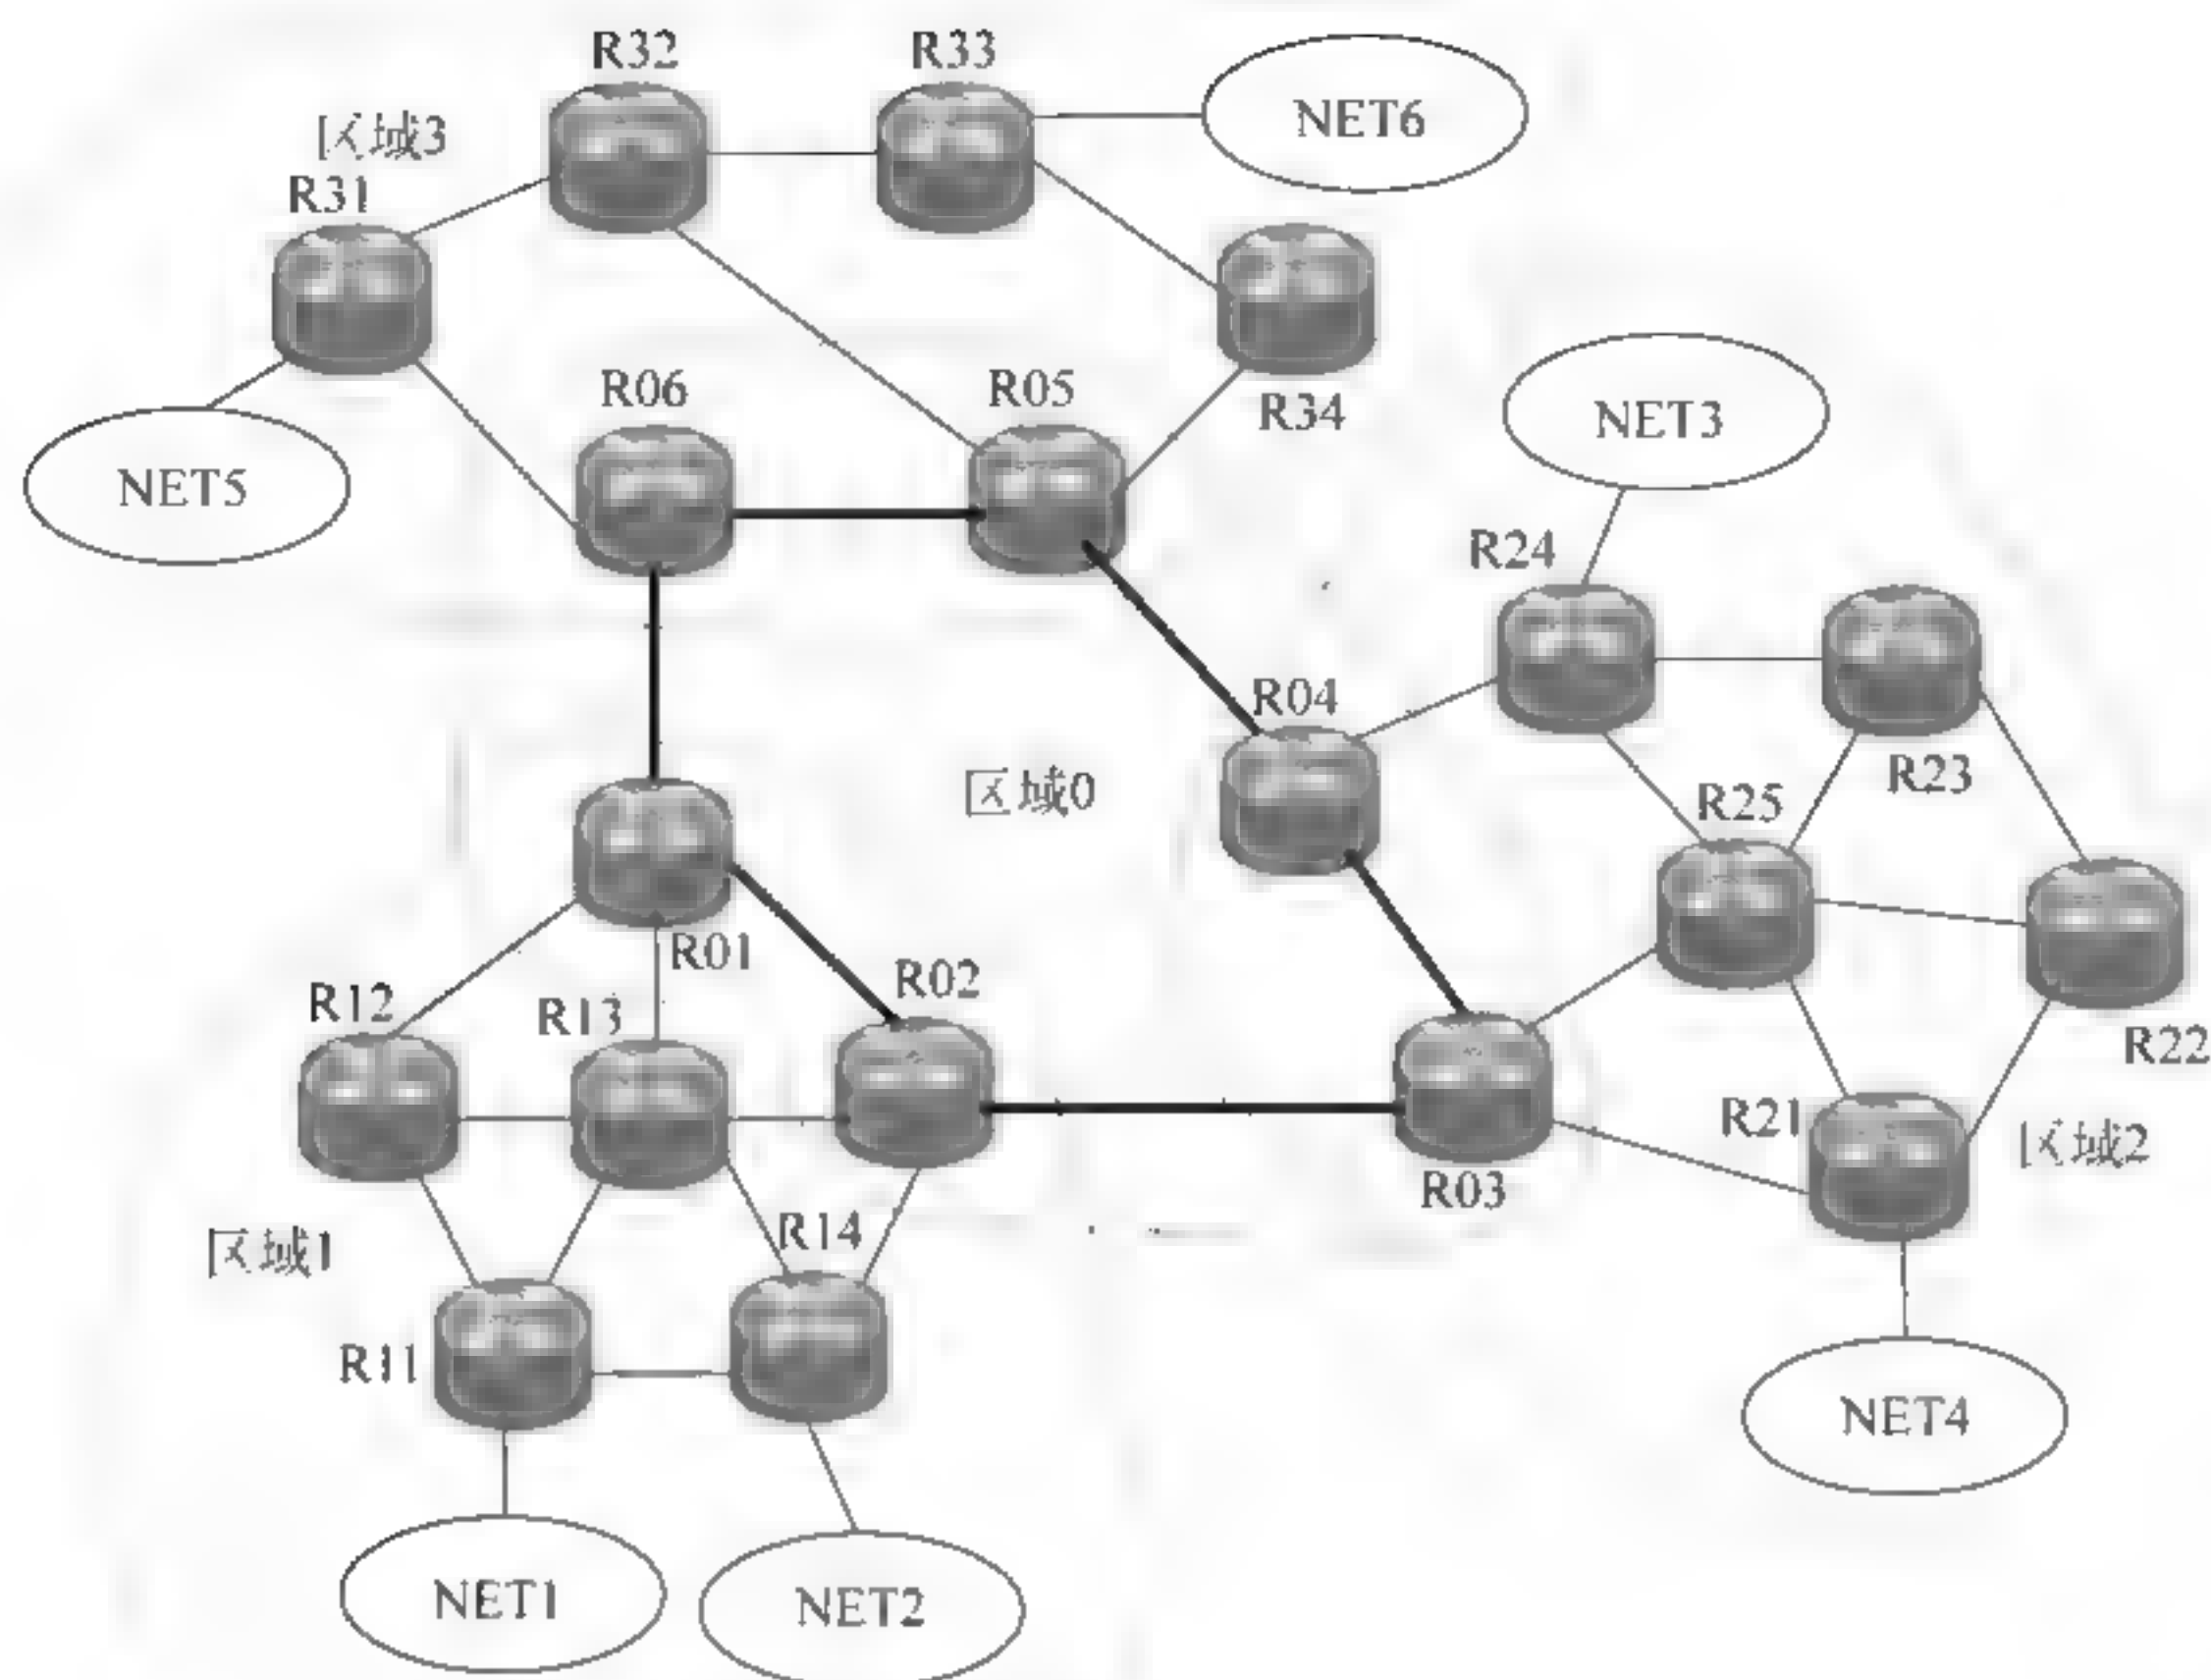 R32
R33
NET6
区域3
R31
R06
R05
R34
NET3
NET5
R24
R04
区域0
R25
R23
R01
R02
R12
R13
R22
R21
区域2
R03
区域1
R14
R11
NET4
NET1
NET2